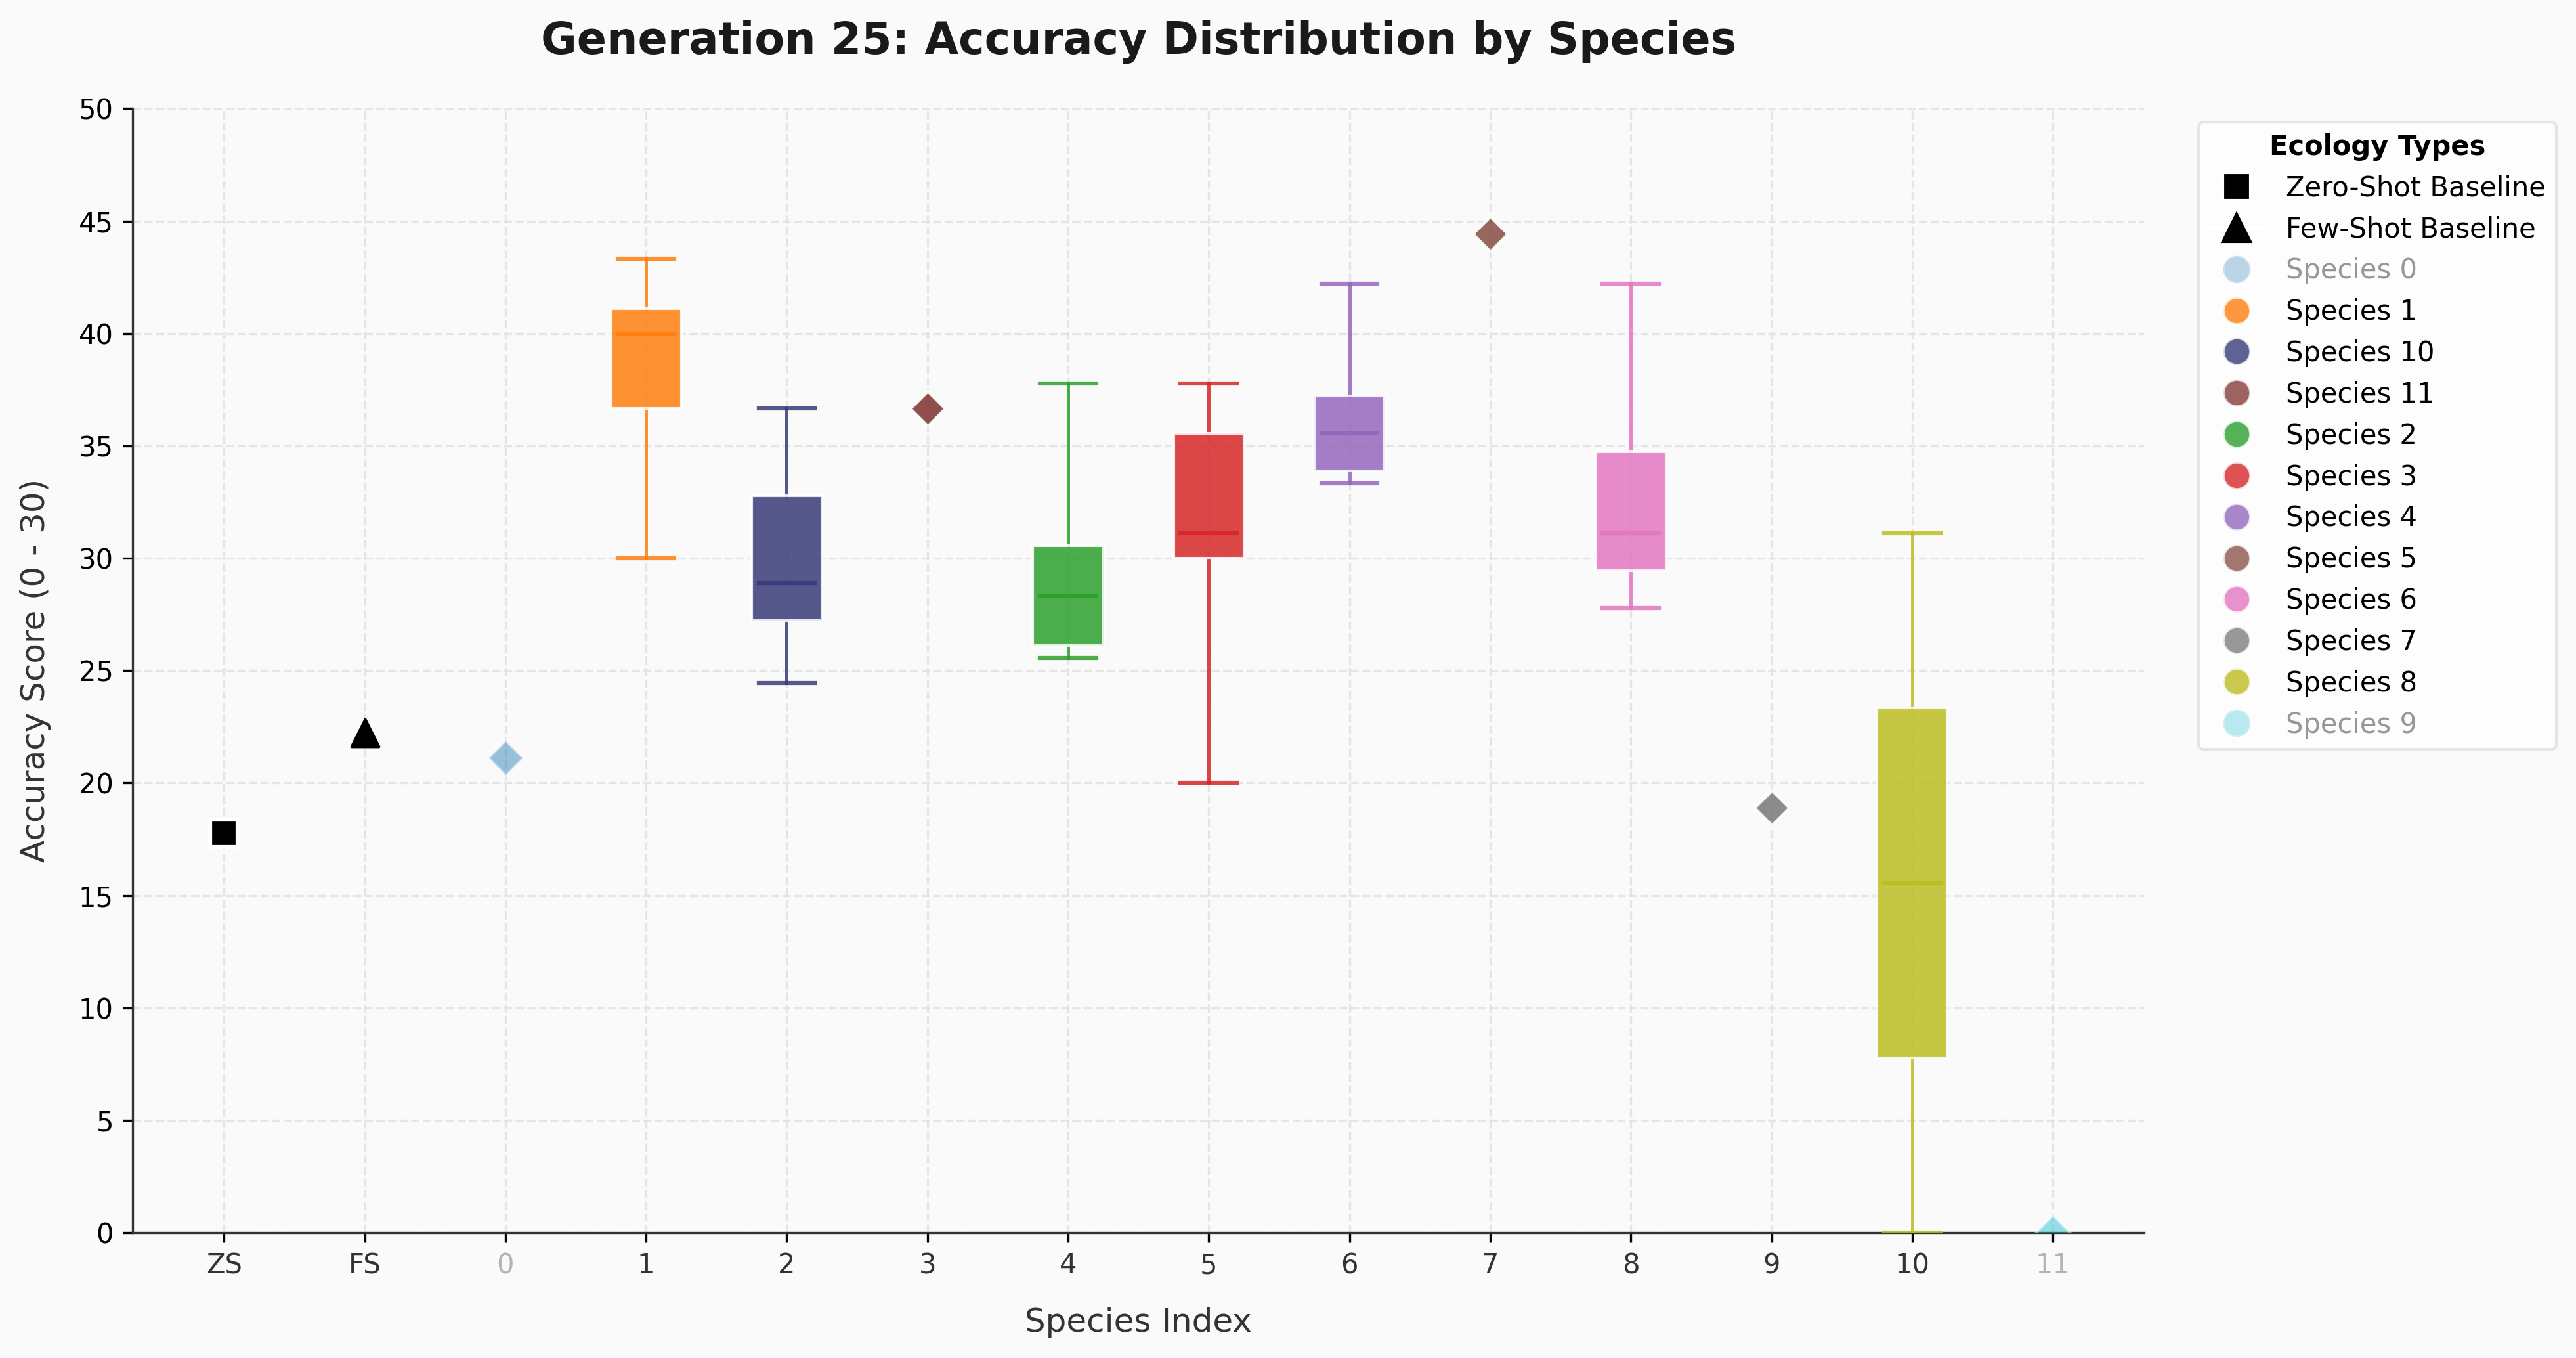 Generation 25: Accuracy Distribution by Species
Accuracy Score (0 - 30)
50
45
40
35
30
25
20
15
10
5
0
ZS FS 0 1 2 3 4 5 6 7 8 9 10 11
Species Index
Ecology Types
Zero-Shot Baseline
Few-Shot Baseline
Species 0
Species 1
Species 10
Species 11
Species 2
Species 3
Species 4
Species 5
Species 6
Species 7
Species 8
Species 9